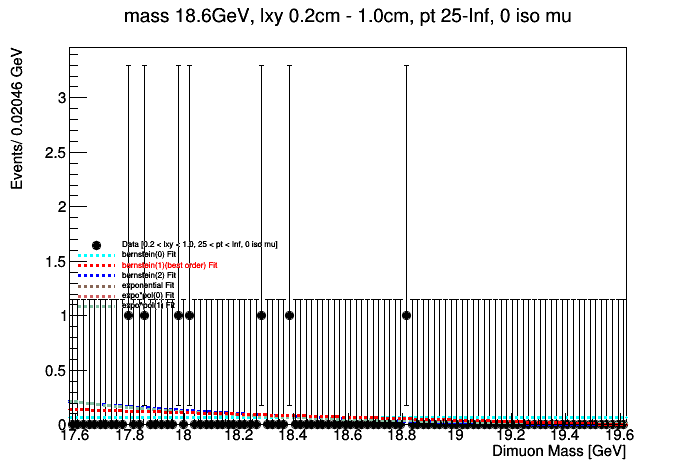 mass 18.6GeV, lxy 0.2cm - 1.0cm, pt 25-Inf, 0 iso mu
Events/ 0.02046 GeV
3
2.5
2
1.5
1
0.5
0
Data [0.2 < lxy < 1.0, 25 < pt < Inf, 0 iso mu]
bernstein(0) Fit
bernstein(1)(best order) Fit
bernstein(2) Fit
exponential Fit
expo*pol(0) Fit
expo*pol(1) Fit
17.6 17.8 18 18.2 18.4 18.6 18.8 19 19.2 19.4 19.6
Dimuon Mass [GeV]